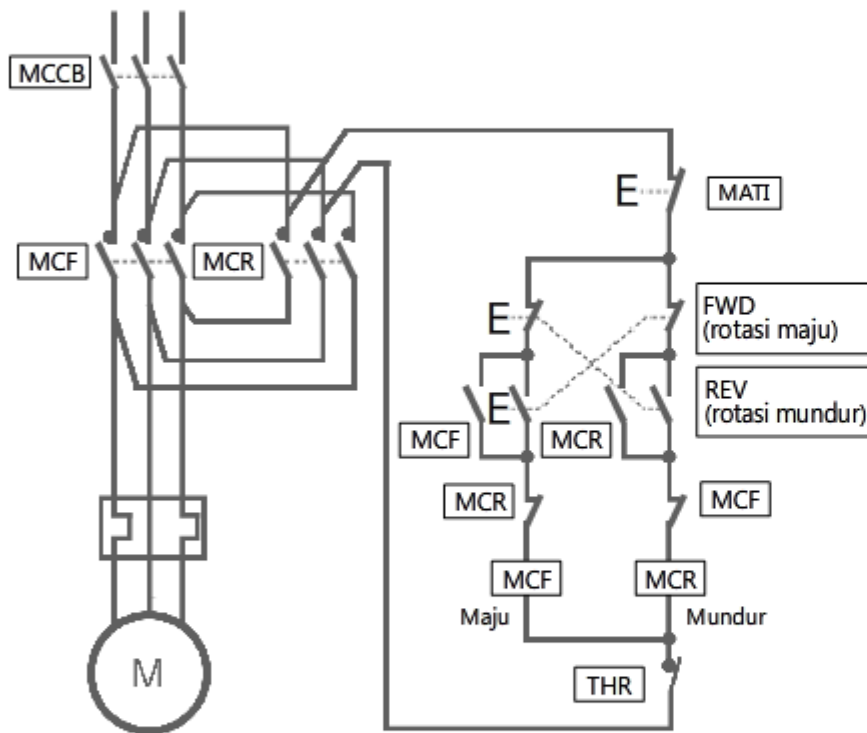 MCCB
MCF
MCR
E
MATI
E
FWD
(rotasi maju)
E
REV
(rotasi mundur)
MCF
MCR
MCR
MCF
MCF
MCR
Maju
Mundur
THR
M